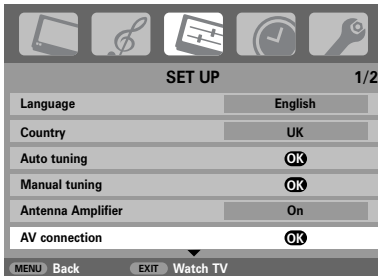 SET UP 1/2
Language English
Country UK
Auto tuning OK
Manual tuning OK
Antenna Amplifier On
AV connection OK
MENU Back EXIT Watch TV